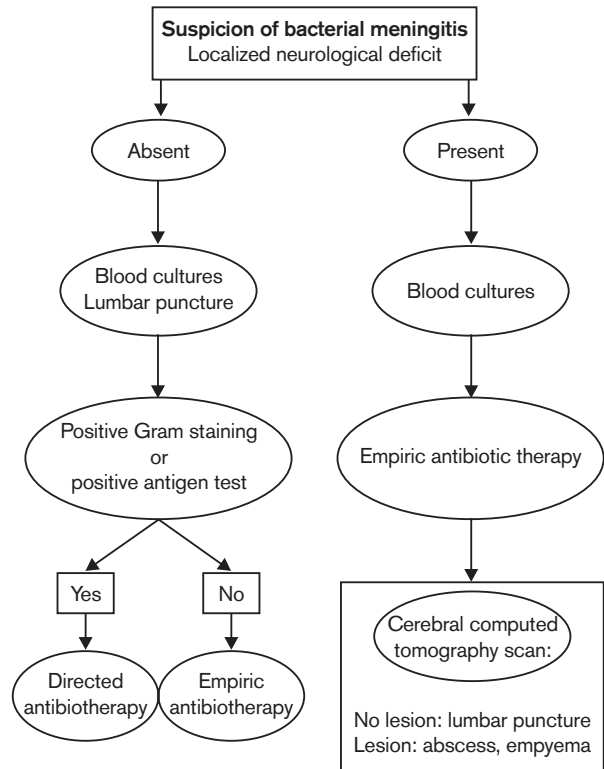 Suspicion of bacterial meningitis
Localized neurological deficit
Absent
Present
Blood cultures
Lumbar puncture
Blood cultures
Positive Gram staining
or
positive antigen test
Empiric antibiotic therapy
Yes
No
Directed
antibiotherapy
Empiric
antibiotherapy
Cerebral computed
tomography scan:
No lesion: lumbar puncture
Lesion: abscess, empyema